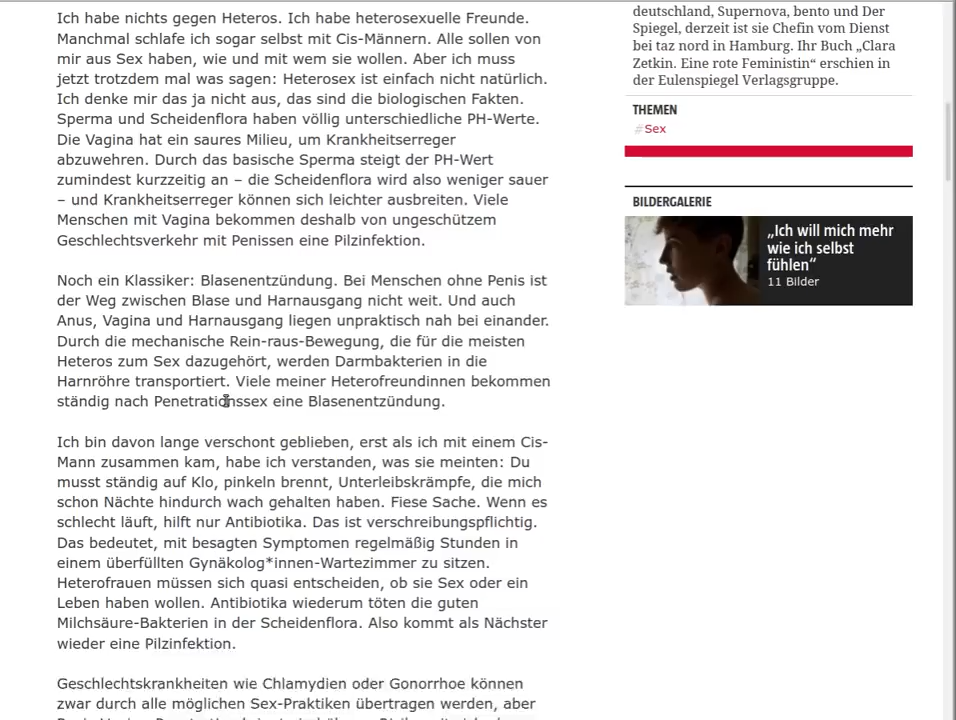 Ich habe nichts gegen Heteros. Ich habe heterosexuelle Freunde.
Manchmal schlafe ich sogar selbst mit Cis-Männern. Alle sollen von
mir aus Sex haben, wie und mit wem sie wollen. Aber ich muss
jetzt trotzdem mal was sagen: Heterosex ist einfach nicht natürlich.
Ich denke mir das ja nicht aus, das sind die biologischen Fakten.
Sperma und Scheidenflora haben völlig unterschiedliche PH-Werte.
Die Vagina hat ein saures Milieu, um Krankheitserreger
abzuwehren. Durch das basische Sperma steigt der PH-Wert
zumindest kurzzeitig an – die Scheidenflora wird also weniger sauer
– und Krankheitserreger können sich leichter ausbreiten. Viele
Menschen mit Vagina bekommen deshalb von ungeschütztem
Geschlechtsverkehr mit Penissen eine Pilzinfektion.
Noch ein Klassiker: Blasenentzündung. Bei Menschen ohne Penis ist
der Weg zwischen Blase und Harnausgang nicht weit. Und auch
Anus, Vagina und Harnausgang liegen unpraktisch nah bei einander.
Durch die mechanische Rein-raus-Bewegung, die für die meisten
Heteros zum Sex dazugehört, werden Darmbakterien in die
Harnröhre transportiert. Viele meiner Heterofreundinnen bekommen
ständig nach Penetrationssex eine Blasenentzündung.
Ich bin davon lange verschont geblieben, erst als ich mit einem Cis-
Mann zusammen kam, habe ich verstanden, was sie meinten: Du
musst ständig auf Klo, pinkeln brennt, Unterleibskrämpfe, die mich
schon Nächte hindurch wach gehalten haben. Fiese Sache. Wenn es
schlecht läuft, hilft nur Antibiotika. Das ist verschreibungspflichtig.
Das bedeutet, mit besagten Symptomen regelmäßig Stunden in
einem überfüllten Gynäkolog*innen-Wartezimmer zu sitzen.
Heterofrauen müssen sich quasi entscheiden, ob sie Sex oder ein
Leben haben wollen. Antibiotika wiederum töten die guten
Milchsäure-Bakterien in der Scheidenflora. Also kommt als Nächster
wieder eine Pilzinfektion.
Geschlechtskrankheiten wie Chlamydien oder Gonorrhoe können
zwar durch alle möglichen Sex-Praktiken übertragen werden, aber
deutschland, Supernova, bento und Der
Spiegel, derzeit ist sie Chefin vom Dienst
bei taz nord in Hamburg. Ihr Buch „Clara
Zetkin. Eine rote Feministin“ erschien in
der Eulenspiegel Verlagsgruppe.
THEMEN
#Sex
BILDERGALERIE
„Ich will mich mehr
wie ich selbst
fühlen“
11 Bilder